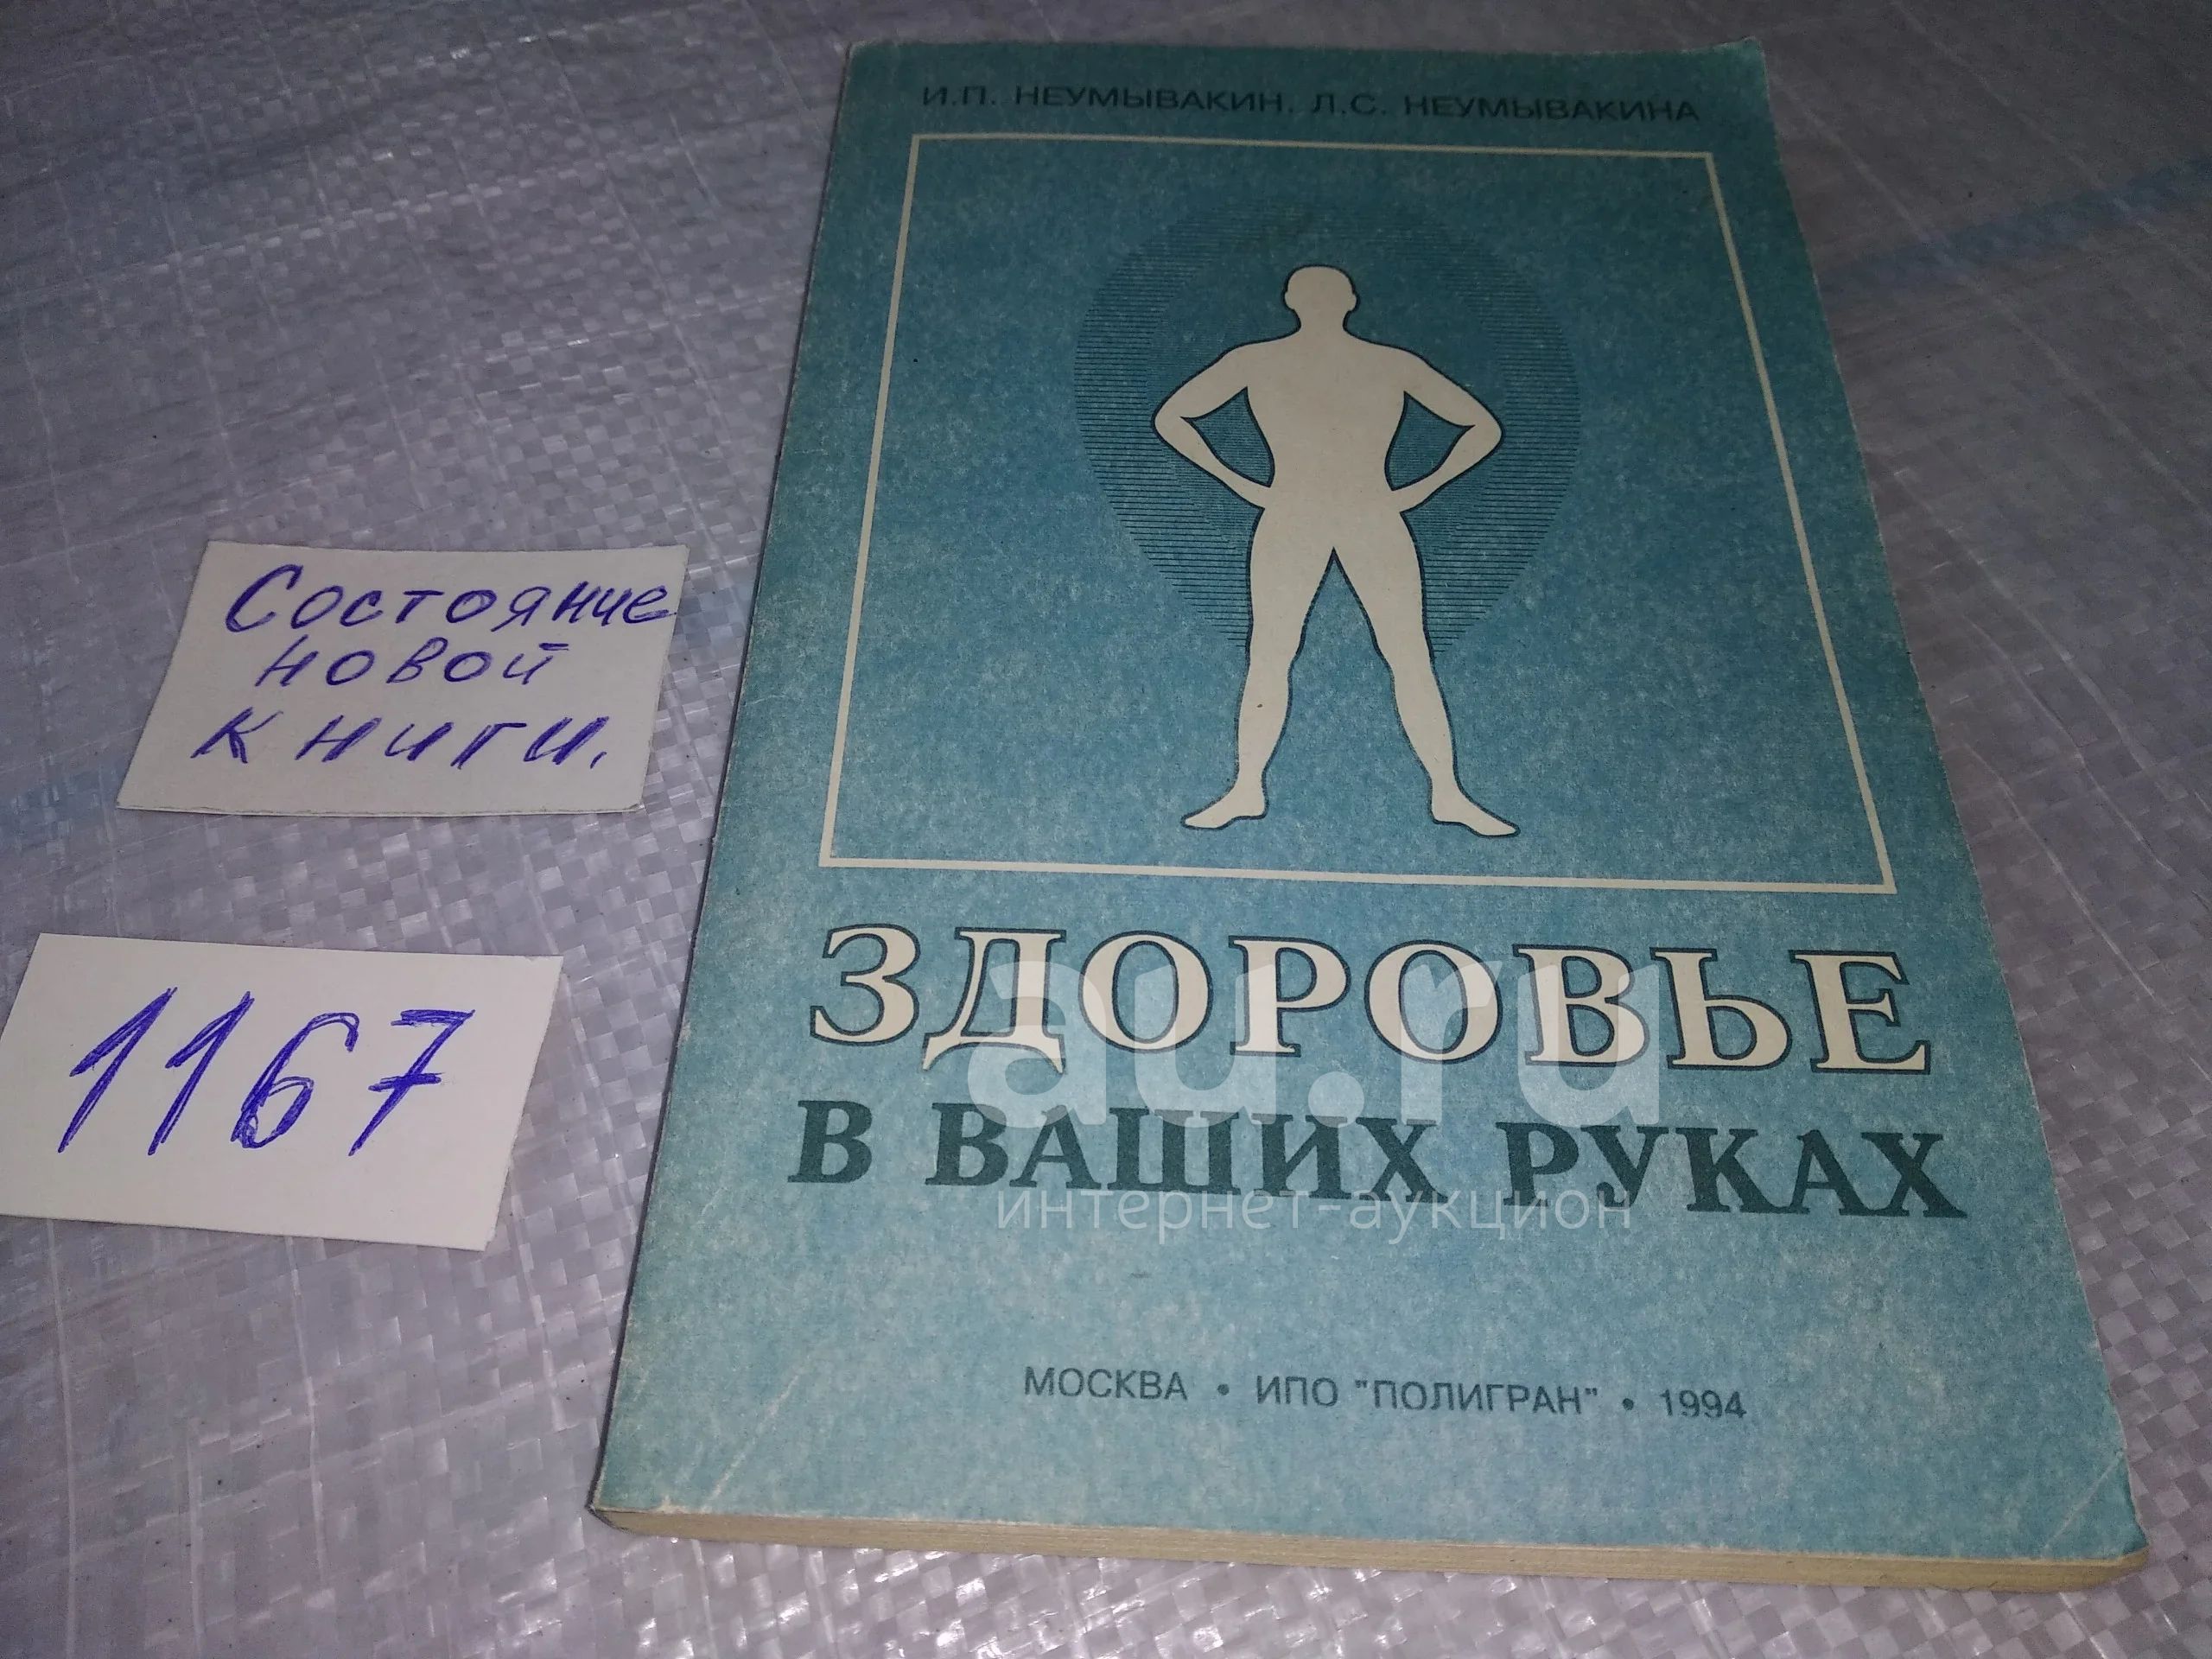 И.П. НЕУМЫВАКИН, Л.С. НЕУМЫВАКИНА
Состояние
новой
книги.
1167
ЗДОРОВЬЕ
В ВАШИХ РУКАХ
au.ru
интернет-аукцион
МОСКВА • ИПО "ПОЛИГРАН" • 1994